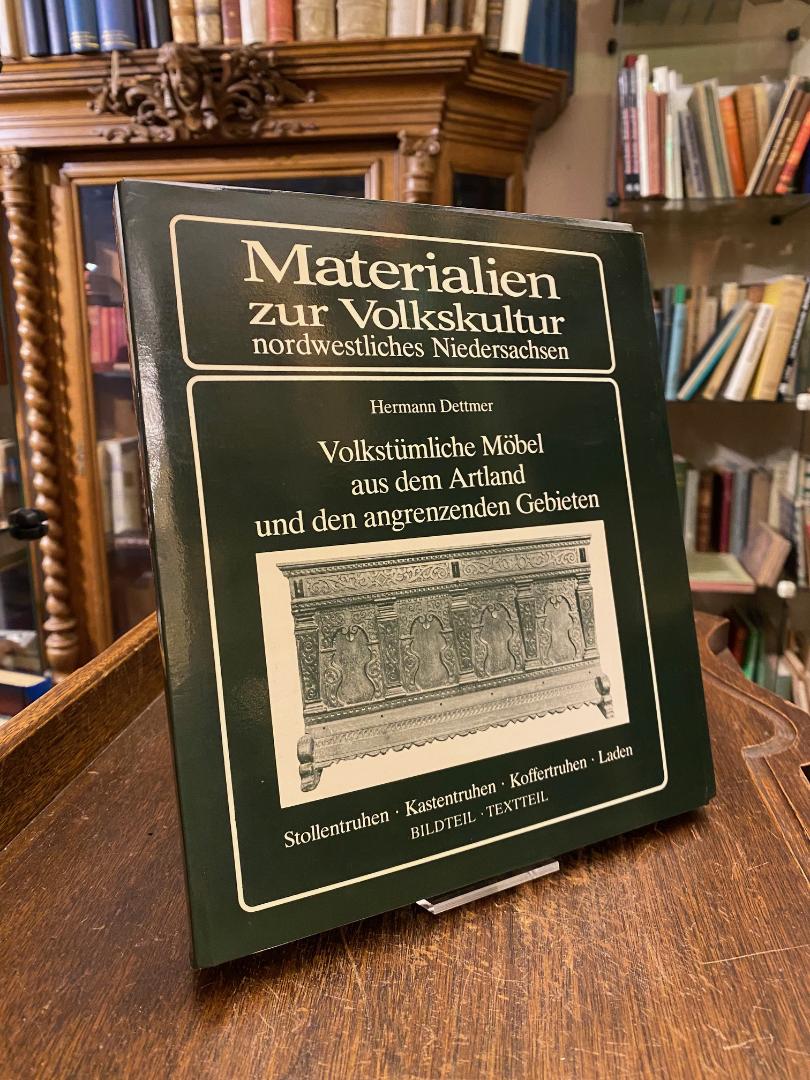 Materialien
zur Volkskultur
nordwestliches Niedersachsen
Hermann Dettmer
Volkstümliche Möbel
aus dem Artland
und den angrenzenden Gebieten
Stollentruhen · Kastentruhen · Koffertruhen · Laden
BILDTEIL · TEXTTEIL